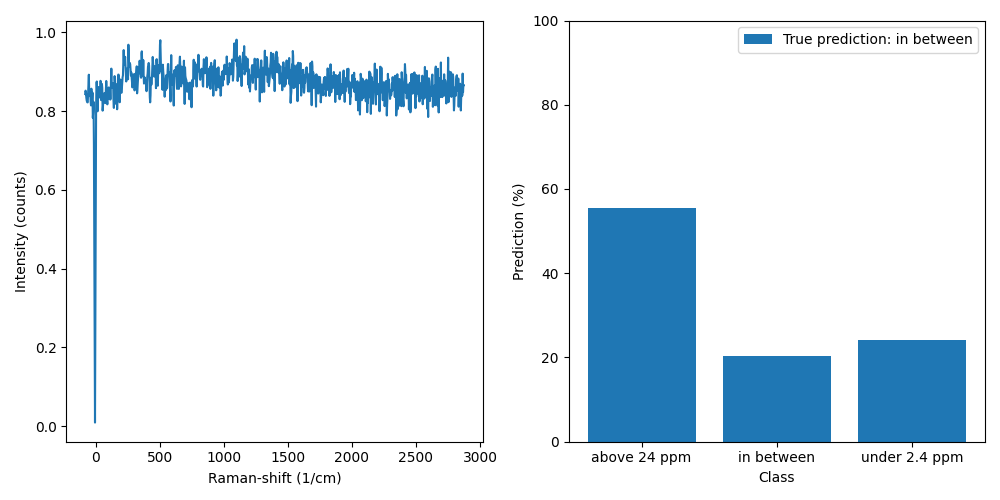 1.0
0.8
0.6
0.4
0.2
0.0
Intensity (counts)
0 500 1000 1500 2000 2500 3000
Raman-shift (1/cm)
100
80
60
40
20
0
Prediction (%)
True prediction: in between
above 24 ppm in between under 2.4 ppm
Class